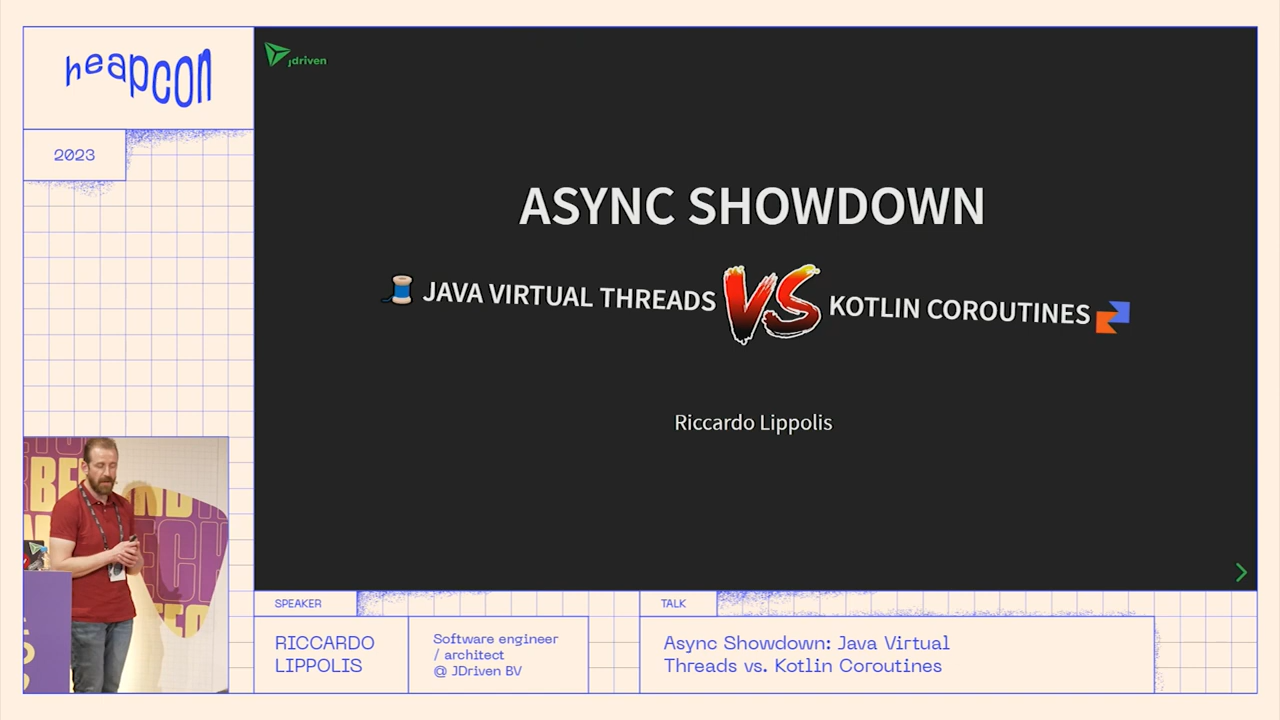 heapcon
2023
jdriven
ASYNC SHOWDOWN
JAVA VIRTUAL THREADS VS KOTLIN COROUTINES
Riccardo Lippolis
SPEAKER
RICCARDO
LIPPOLIS
Software engineer
/ architect
@ JDriven BV
TALK
Async Showdown: Java Virtual
Threads vs. Kotlin Coroutines